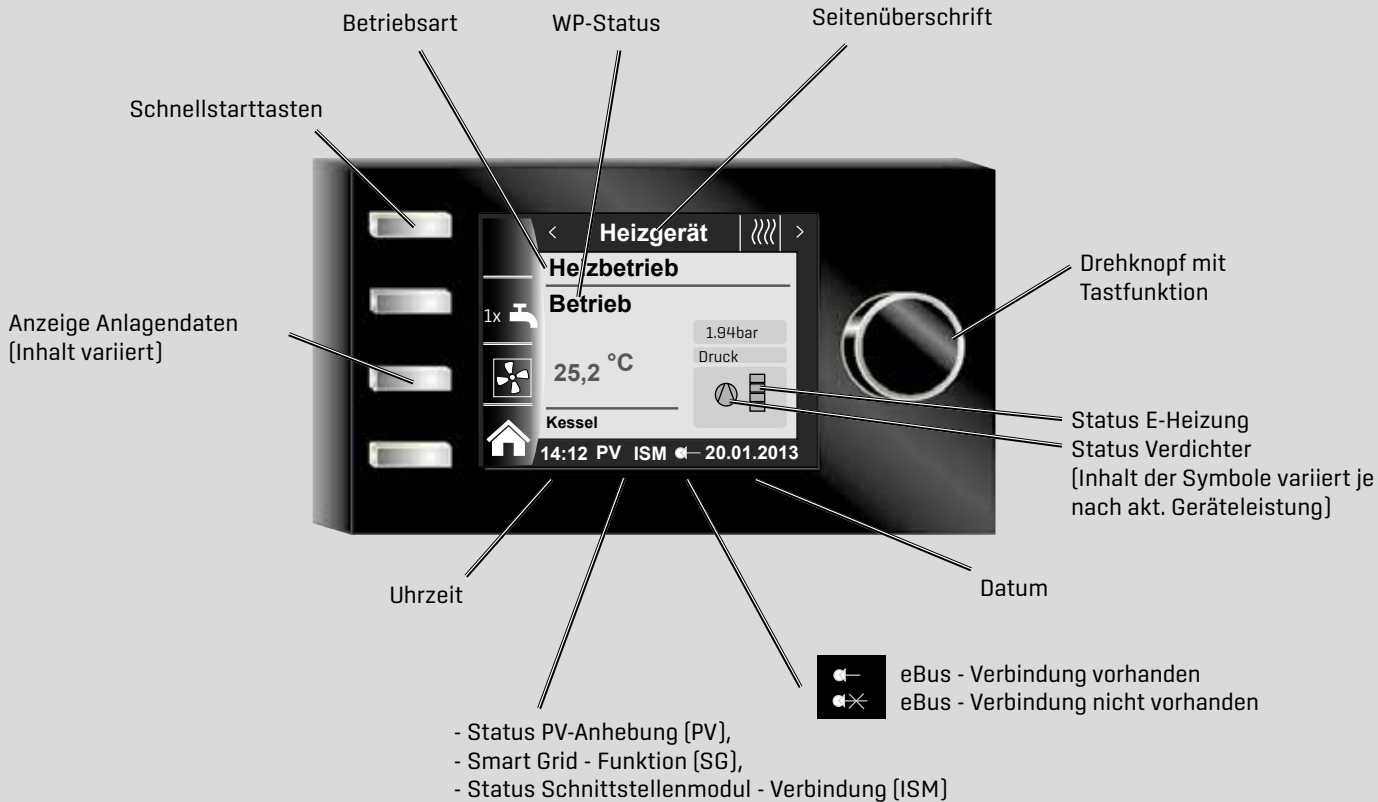 Betriebsart
WP-Status
Seitenüberschrift
Schnellstarttasten
< Heizgerät >
Heizbetrieb
Betrieb
1x
1.94bar
Druck
25,2 °C
Kessel
14:12 PV ISM 20.01.2013
Anzeige Anlagendaten
(Inhalt variiert)
Drehknopf mit
Tastfunktion
Status E-Heizung
Status Verdichter
(Inhalt der Symbole variiert je
nach akt. Geräteleistung)
Uhrzeit
Datum
eBus - Verbindung vorhanden
eBus - Verbindung nicht vorhanden
- Status PV-Anhebung (PV),
- Smart Grid - Funktion (SG),
- Status Schnittstellenmodul - Verbindung (ISM)